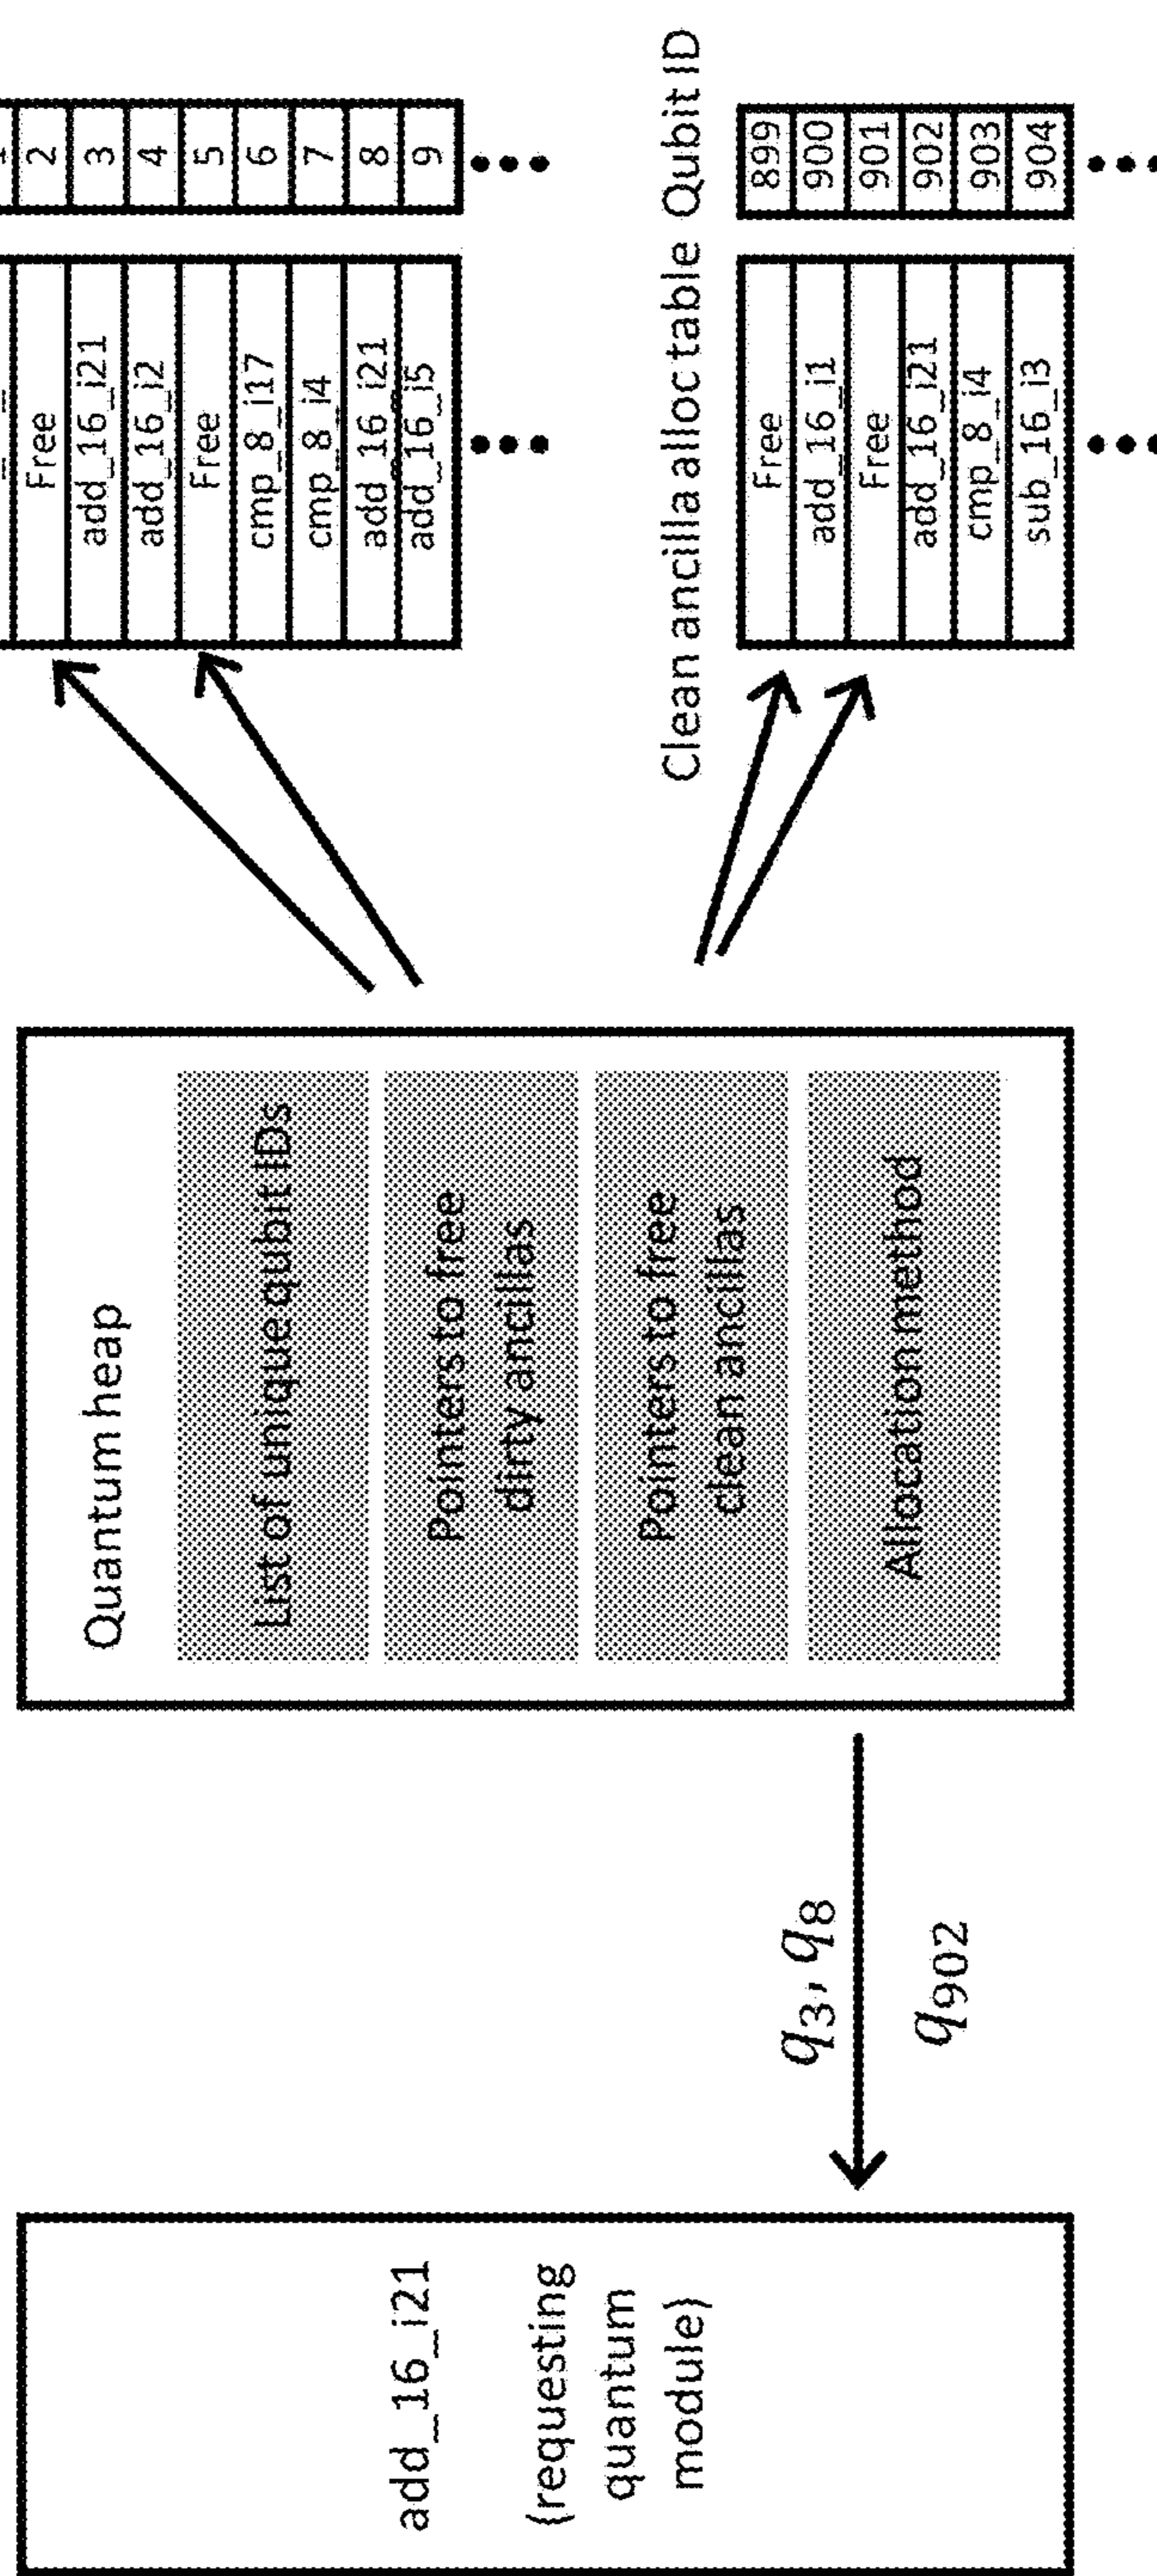 add_16_i21
(requesting
quantum
module)
q3, q8
q902
Quantum heap
List of unique qubit IDs
Pointers to free
dirty ancillas
Pointers to free
clean ancillas
Allocation method
Free 2
add_16_i21 3
add_16_i2 4
Free 5
cmp_8_i17 6
cmp_8_i4 7
add_16_i21 8
add_16_i5 9
Clean ancilla alloc table Qubit ID
Free 899
add_16_i1 900
Free 901
add_16_i21 902
cmp_8_i4 903
sub_16_i3 904